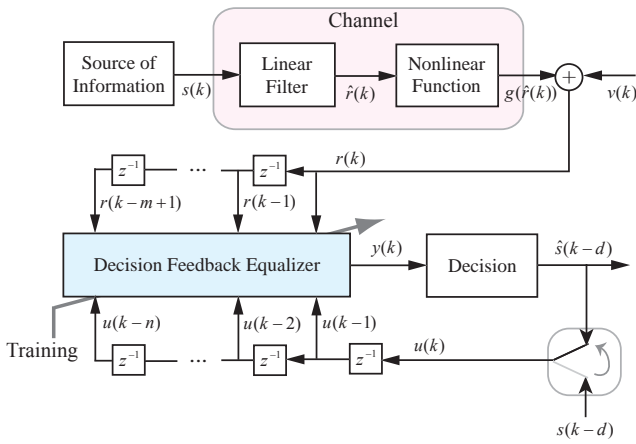 Channel
Source of
Information
s(k)
Linear
Filter
r̂(k)
Nonlinear
Function
g(r̂(k))
+
v(k)
r(k)
z⁻¹
...
z⁻¹
r(k−m+1)
r(k−1)
Decision Feedback Equalizer
y(k)
Decision
ŝ(k−d)
u(k−n)
u(k−2)
u(k−1)
Training
z⁻¹
...
z⁻¹
z⁻¹
u(k)
s(k−d)